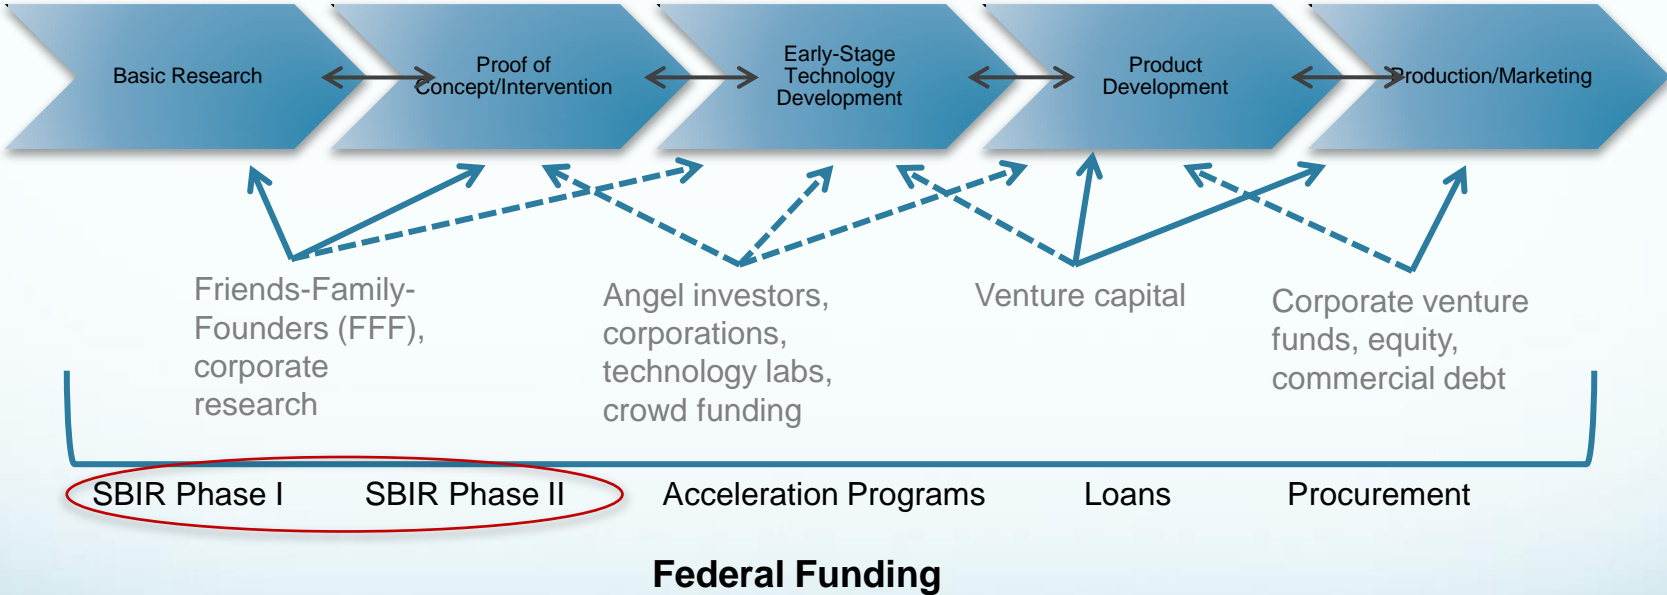 Basic Research
Proof of
Concept/Intervention
Early-Stage
Technology
Development
Product
Development
Production/Marketing
Friends-Family-
Founders (FFF),
corporate
research
Angel investors,
corporations,
technology labs,
crowd funding
Venture capital
Corporate venture
funds, equity,
commercial debt
SBIR Phase I
SBIR Phase II
Acceleration Programs
Loans
Procurement
Federal Funding